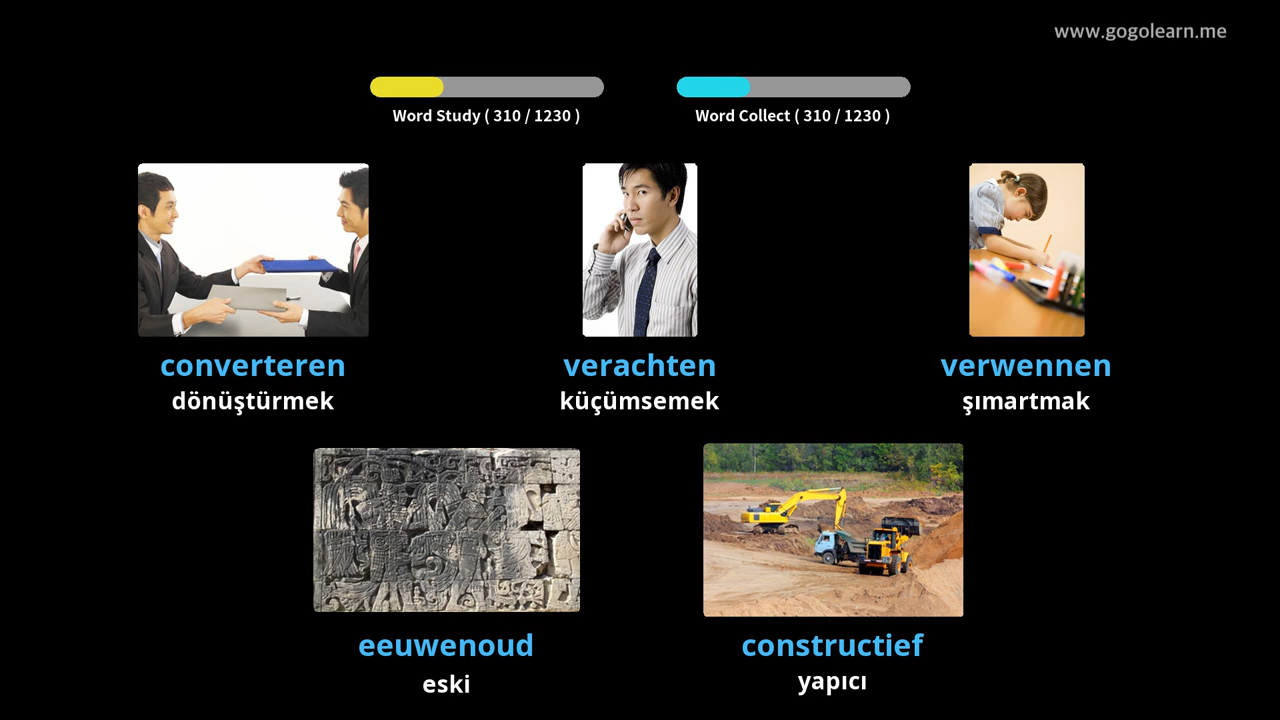 www.gogolearn.me
Word Study ( 310 / 1230 )
Word Collect ( 310 / 1230 )
converteren
dönüştürmek
verachten
küçümsemek
verwennen
şımartmak
eeuwenoud
eski
constructief
yapıcı